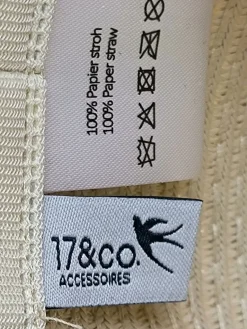 100% Papier stroh
100% Paper straw
17&co.
ACCESSOIRES